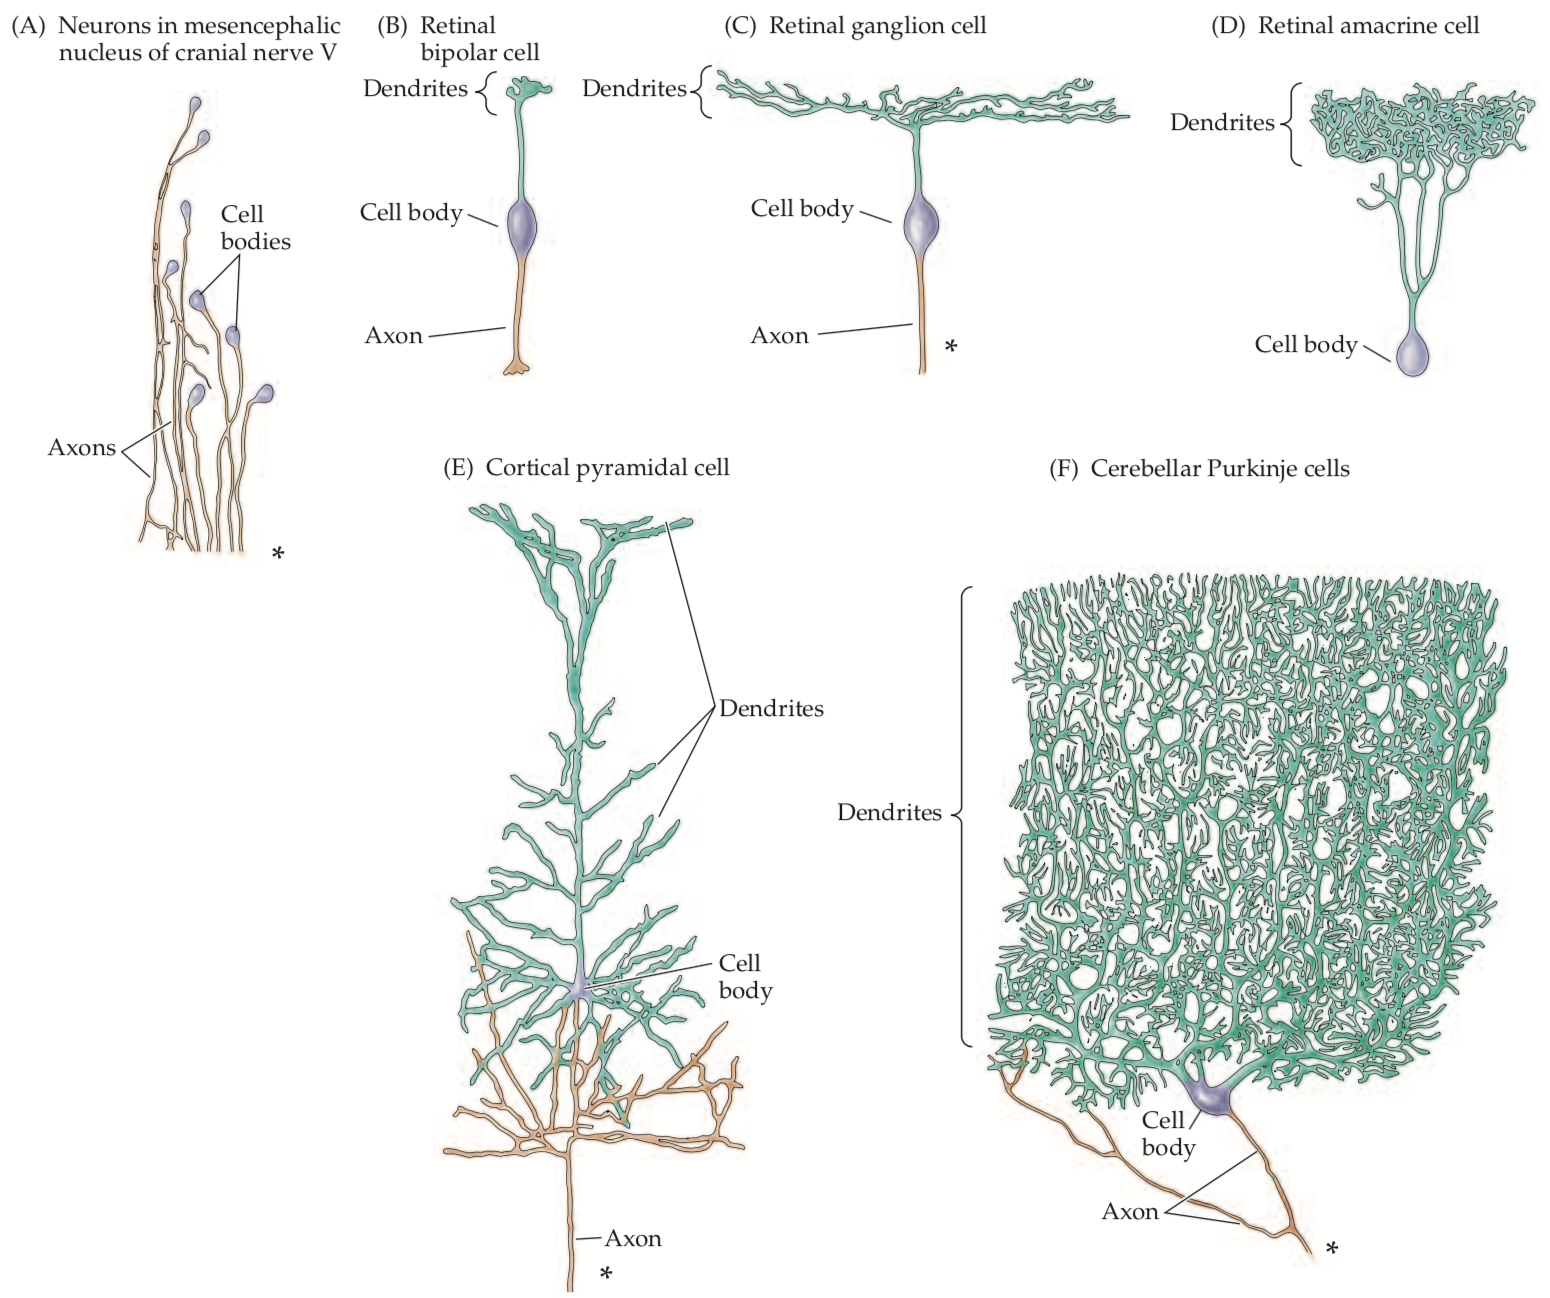 (A) Neurons in mesencephalic
nucleus of cranial nerve V
Cell
bodies
Axons
*
(B) Retinal
bipolar cell
Dendrites
Cell body
Axon
(C) Retinal ganglion cell
Dendrites
Cell body
Axon
*
(D) Retinal amacrine cell
Dendrites
Cell body
(E) Cortical pyramidal cell
Dendrites
Cell
body
Axon
*
(F) Cerebellar Purkinje cells
Dendrites
Cell
body
Axon
*